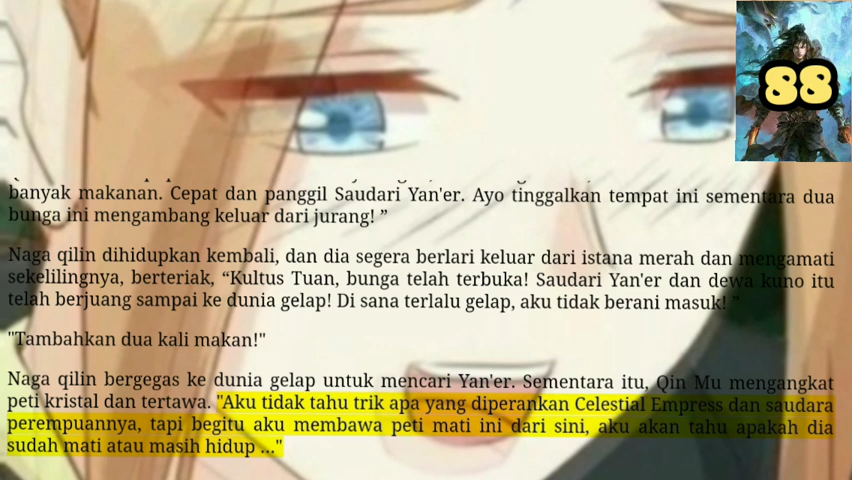 88
banyak makanan. Cepat dan panggil Saudari Yan'er. Ayo tinggalkan tempat ini sementara dua
bunga ini mengambang keluar dari jurang! ”
Naga qilin dihidupkan kembali, dan dia segera berlari keluar dari istana merah dan mengamati
sekelilingnya, berteriak, “Kultus Tuan, bunga telah terbuka! Saudari Yan'er dan dewa kuno itu
telah berjuang sampai ke dunia gelap! Di sana terlalu gelap, aku tidak berani masuk! ”
"Tambahkan dua kali makan!"
Naga qilin bergegas ke dunia gelap untuk mencari Yan'er. Sementara itu, Qin Mu mengangkat
peti kristal dan tertawa. "Aku tidak tahu trik apa yang diperankan Celestial Empress dan saudara
perempuannya, tapi begitu aku membawa peti mati ini dari sini, aku akan tahu apakah dia
sudah mati atau masih hidup ..."